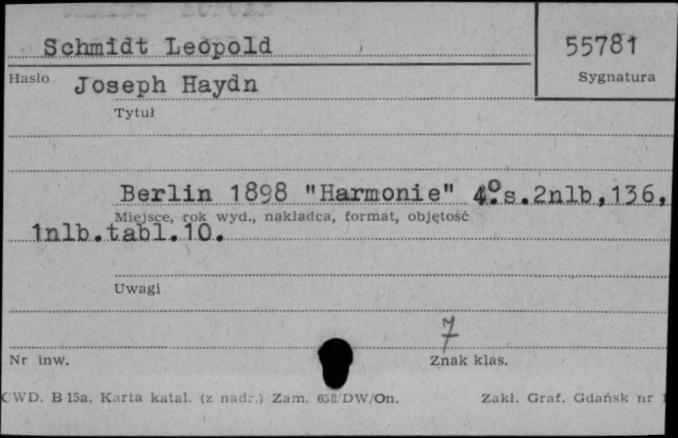 Schmidt Leopold
55781
Hasło
Sygnatura
Joseph Haydn
Tytuł
Berlin 1898 "Harmonie" 4º.s.2nlb,136,
Miejsce, rok wyd., nakładca, format, objętość
1nlb.tabl.10.
Uwagi
7
Nr inw.
Znak klas.
CWD. B 15a. Karta katal. (z nadr.) Zam. 658/DW/On.
Zakł. Graf. Gdańsk nr